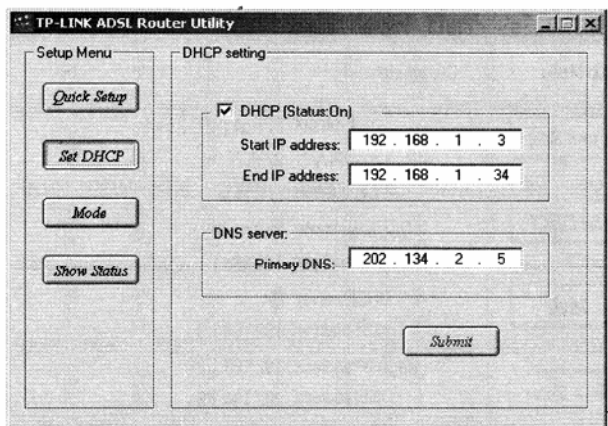 TP-LINK ADSL Router Utility
Setup Menu
Quick Setup
Set DHCP
Mode
Show Status
DHCP setting
DHCP (Status:On)
Start IP address: 192 . 168 . 1 . 3
End IP address: 192 . 168 . 1 . 34
DNS server:
Primary DNS: 202 . 134 . 2 . 5
Submit